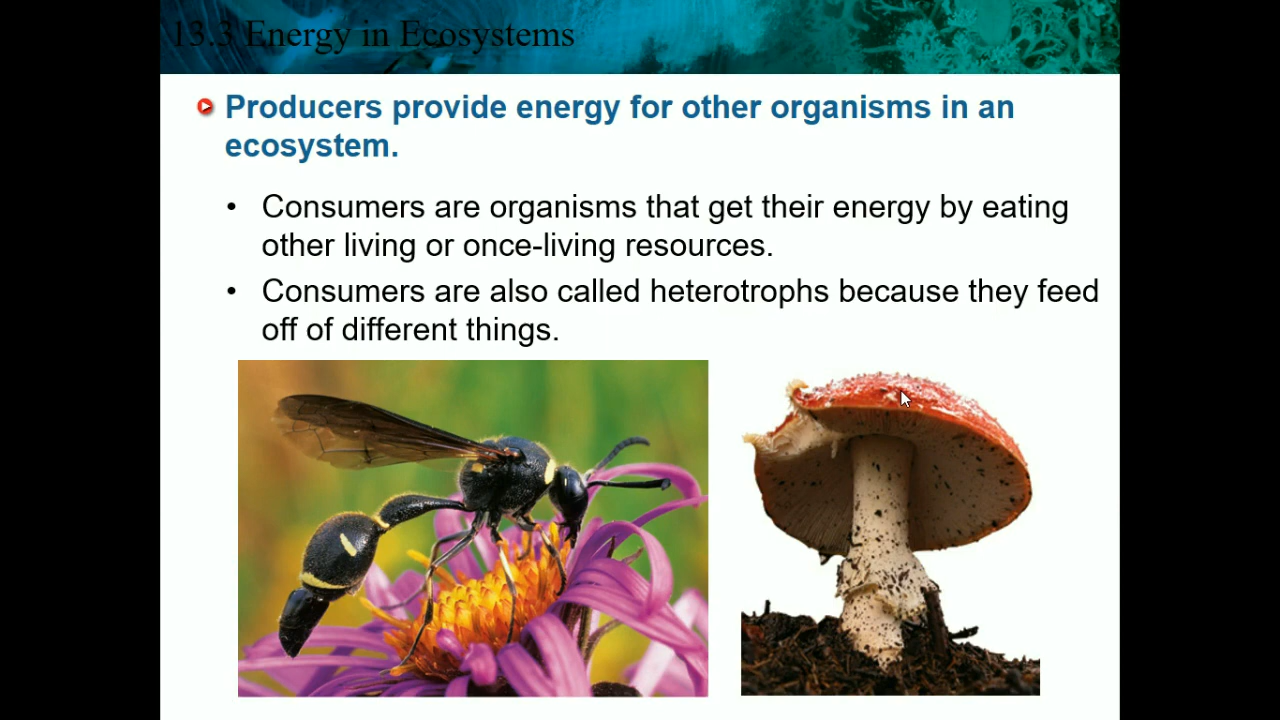 13.3 Energy in Ecosystems
Producers provide energy for other organisms in an
ecosystem.
• Consumers are organisms that get their energy by eating
other living or once-living resources.
• Consumers are also called heterotrophs because they feed
off of different things.